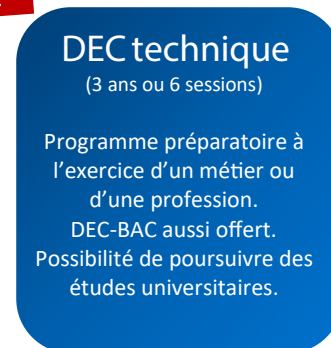 DEC technique
(3 ans ou 6 sessions)
Programme préparatoire à
l'exercice d'un métier ou
d'une profession.
DEC-BAC aussi offert.
Possibilité de poursuivre des
études universitaires.